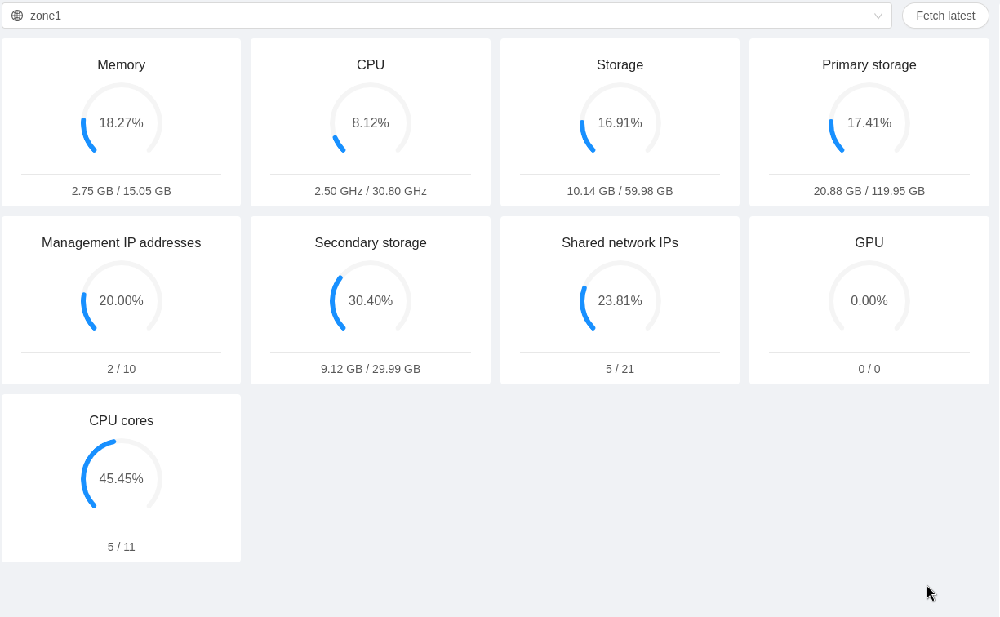 zone1
Fetch latest
Memory
18.27%
2.75 GB / 15.05 GB
CPU
8.12%
2.50 GHz / 30.80 GHz
Storage
16.91%
10.14 GB / 59.98 GB
Primary storage
17.41%
20.88 GB / 119.95 GB
Management IP addresses
20.00%
2 / 10
Secondary storage
30.40%
9.12 GB / 29.99 GB
Shared network IPs
23.81%
5 / 21
GPU
0.00%
0 / 0
CPU cores
45.45%
5 / 11